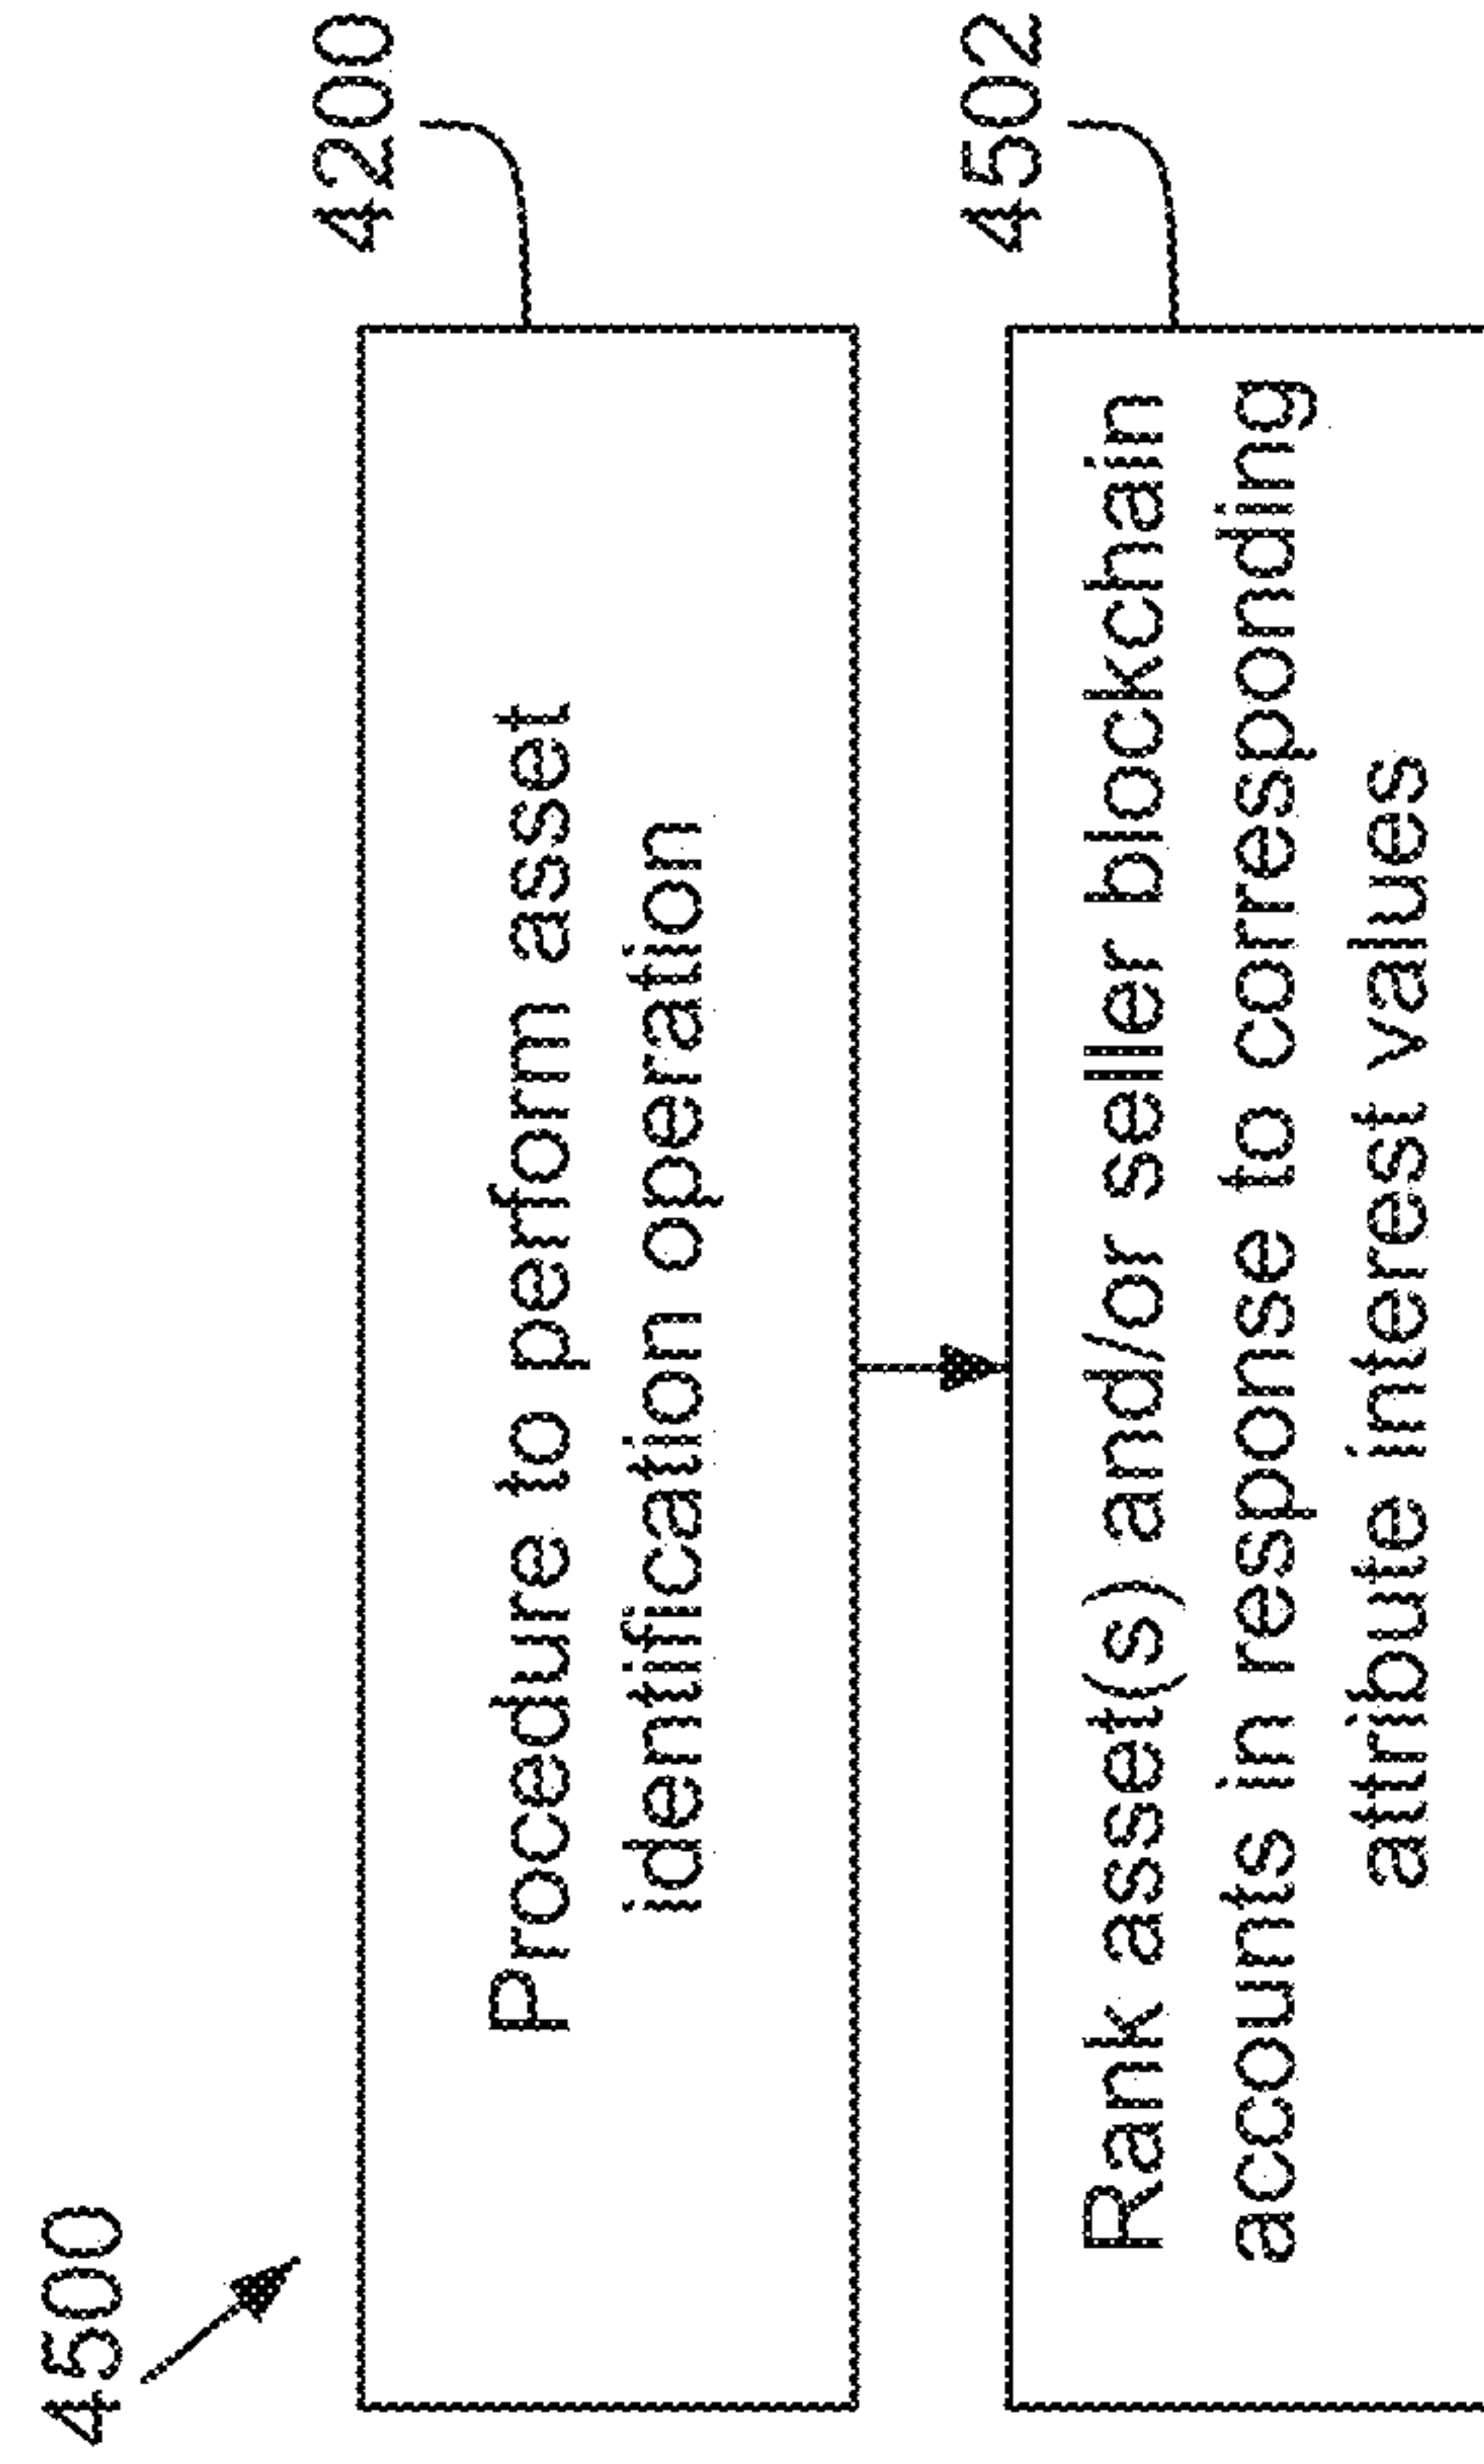 4500
4200
Procedure to perform asset
identification operation
4502
Rank asset(s) and/or seller blockchain
accounts in response to corresponding
attribute interest values